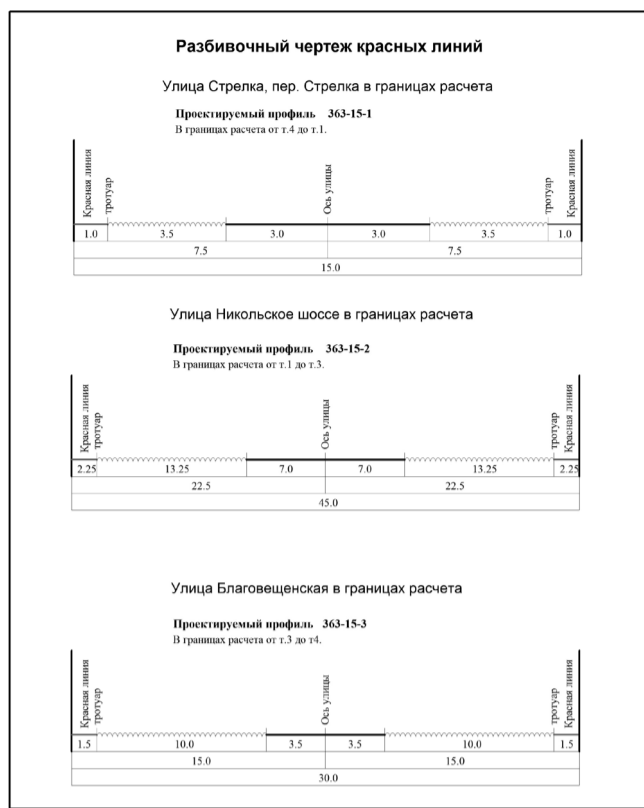 Разбивочный чертеж красных линий
Улица Стрелка, пер. Стрелка в границах расчета
Проектируемый профиль 363-15-1
В границах расчета от т.4 до т.1.
Красная линия
тротуар
Ось улицы
тротуар
Красная линия
1.0 3.5 3.0 3.0 3.5 1.0
7.5 7.5
15.0
Улица Никольское шоссе в границах расчета
Проектируемый профиль 363-15-2
В границах расчета от т.1 до т.3.
Красная линия
тротуар
Ось улицы
тротуар
Красная линия
2.25 13.25 7.0 7.0 13.25 2.25
22.5 22.5
45.0
Улица Благовещенская в границах расчета
Проектируемый профиль 363-15-3
В границах расчета от т.3 до т4.
Красная линия
тротуар
Ось улицы
тротуар
Красная линия
1.5 10.0 3.5 3.5 10.0 1.5
15.0 15.0
30.0